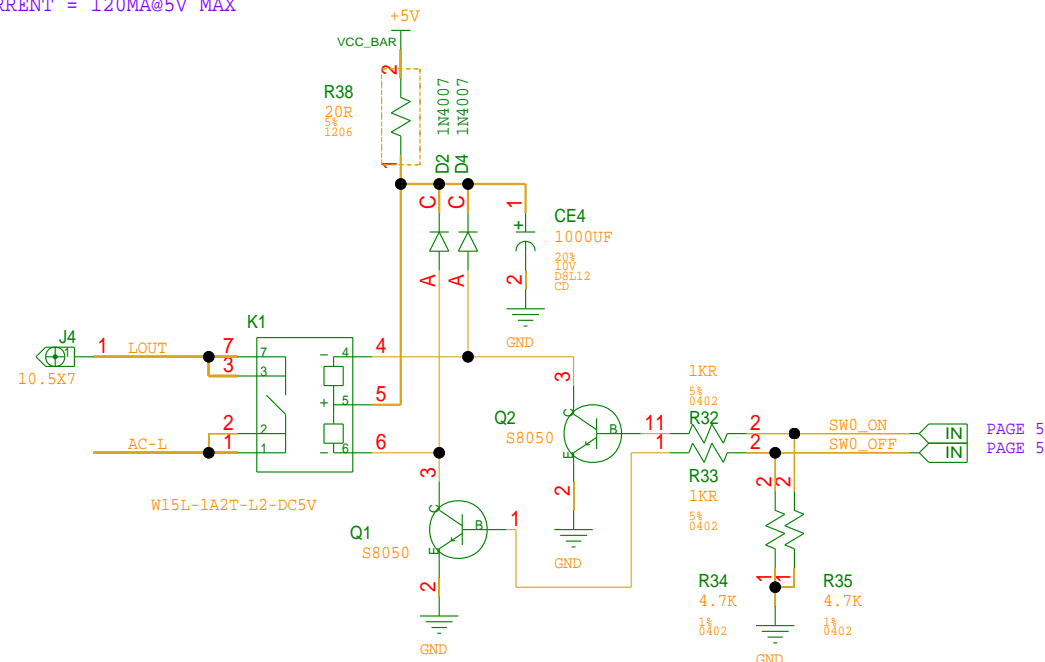 RRENT = 120MA@5V MAX
+5V
VCC_BAR
2
R38
20R
5%
1206
1
D2 1N4007
D4 1N4007
C C
A A
1
+
CE4
1000UF
20%
10V
D8L12
CD
2
GND
J4
1
1 LOUT
10.5X7
K1
7 7
3 3
2 2
AC-L 1 1
- 4 4
+ 5 5
- 6 6
W15L-1A2T-L2-DC5V
3
C
Q2
S8050
B
E
2
GND
1KR
5%
0402
11 R32 2
SW0_ON IN PAGE 5
1 2
SW0_OFF IN PAGE 5
R33
1KR
5%
0402
3
C
Q1
S8050
B 1
E
2
GND
2 2
1 1
R34
4.7K
1%
0402
R35
4.7K
1%
0402
GND